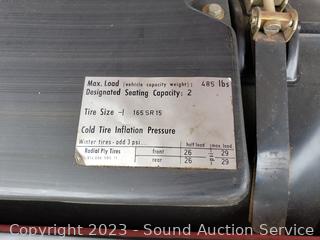 Max. Load (vehicle capacity weight): 485 lbs
Designated Seating Capacity: 2
Tire Size - 165 SR 15
Cold Tire Inflation Pressure
Winter tires - add 3 psi half load max load
Radial Ply Tires front 26 29
rear 26 29
Copyright 2023 - Sound Auction Service